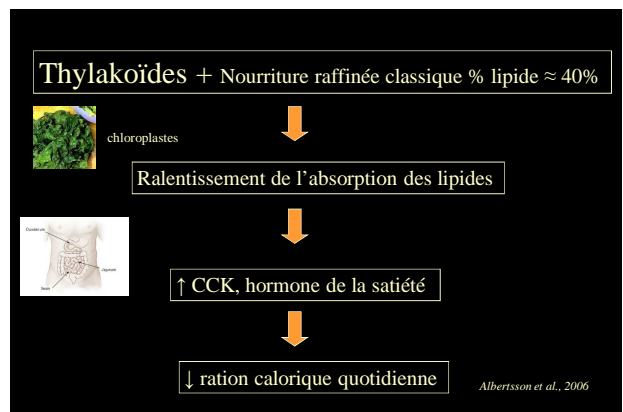 Thylakoïdes + Nourriture raffinée classique % lipide ≈ 40%
chloroplastes
Ralentissement de l’absorption des lipides
↑ CCK, hormone de la satiété
↓ ration calorique quotidienne
Albertsson et al., 2006